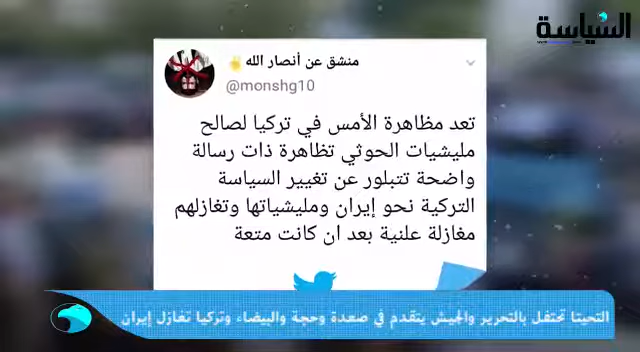 السياسة
منشق عن أنصار الله✌
@monshg10
تعد مظاهرة الأمس في تركيا لصالح
مليشيات الحوثي تظاهرة ذات رسالة
واضحة تتبلور عن تغيير السياسة
التركية نحو إيران ومليشياتها وتغازلهم
مغازلة علنية بعد ان كانت متعة
التحيتا تحتفل بالتحرير والجيش يتقدم في صعدة وحجة والبيضاء وتركيا تغازل إيران